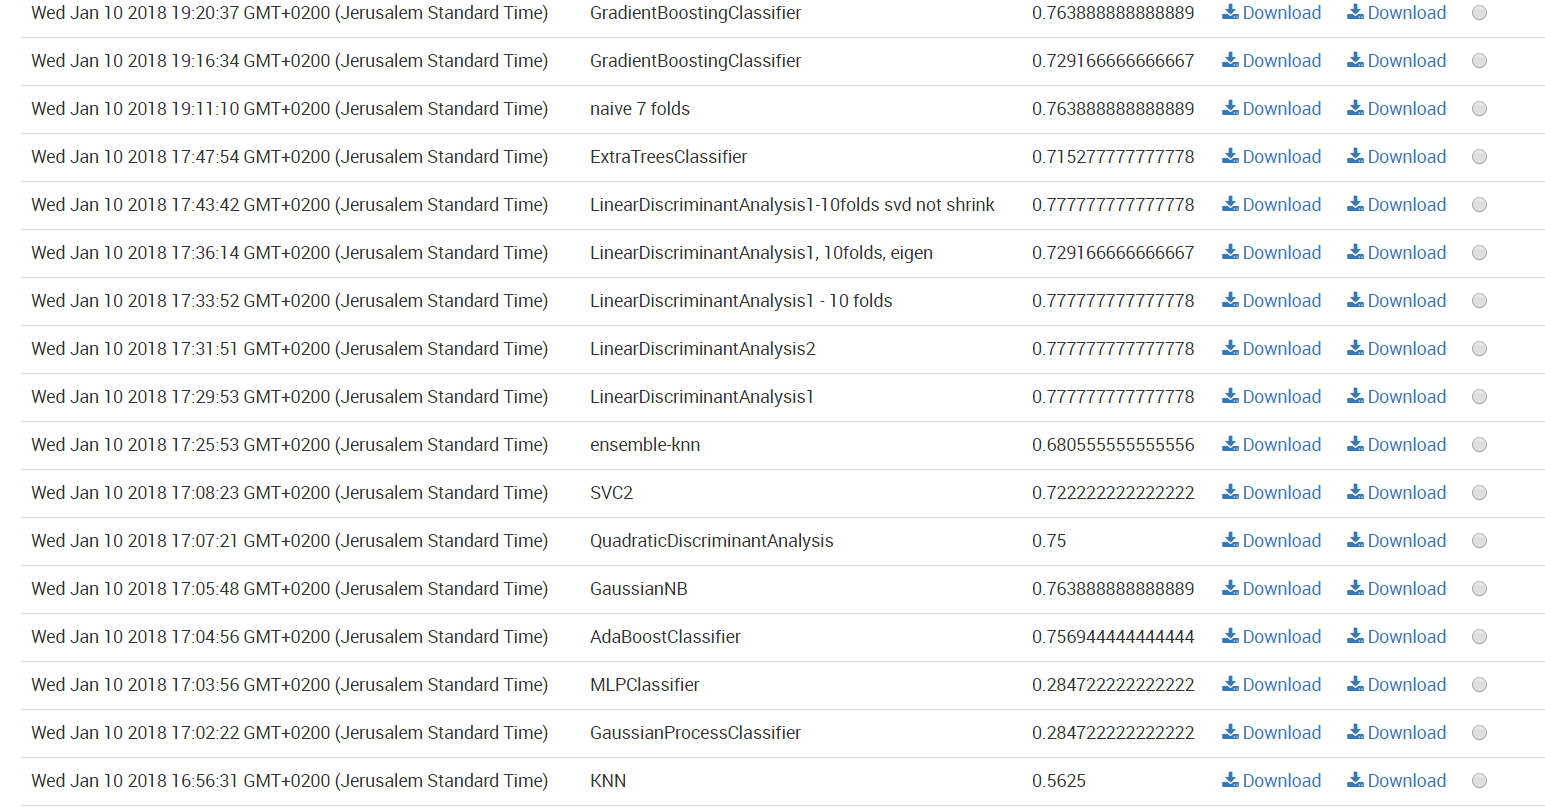 Wed Jan 10 2018 19:20:37 GMT+0200 (Jerusalem Standard Time) GradientBoostingClassifier 0.763888888888889 Download Download
Wed Jan 10 2018 19:16:34 GMT+0200 (Jerusalem Standard Time) GradientBoostingClassifier 0.729166666666667 Download Download
Wed Jan 10 2018 19:11:10 GMT+0200 (Jerusalem Standard Time) naive 7 folds 0.763888888888889 Download Download
Wed Jan 10 2018 17:47:54 GMT+0200 (Jerusalem Standard Time) ExtraTreesClassifier 0.715277777777778 Download Download
Wed Jan 10 2018 17:43:42 GMT+0200 (Jerusalem Standard Time) LinearDiscriminantAnalysis1-10folds svd not shrink 0.777777777777778 Download Download
Wed Jan 10 2018 17:36:14 GMT+0200 (Jerusalem Standard Time) LinearDiscriminantAnalysis1, 10folds, eigen 0.729166666666667 Download Download
Wed Jan 10 2018 17:33:52 GMT+0200 (Jerusalem Standard Time) LinearDiscriminantAnalysis1 - 10 folds 0.777777777777778 Download Download
Wed Jan 10 2018 17:31:51 GMT+0200 (Jerusalem Standard Time) LinearDiscriminantAnalysis2 0.777777777777778 Download Download
Wed Jan 10 2018 17:29:53 GMT+0200 (Jerusalem Standard Time) LinearDiscriminantAnalysis1 0.777777777777778 Download Download
Wed Jan 10 2018 17:25:53 GMT+0200 (Jerusalem Standard Time) ensemble-knn 0.680555555555556 Download Download
Wed Jan 10 2018 17:08:23 GMT+0200 (Jerusalem Standard Time) SVC2 0.722222222222222 Download Download
Wed Jan 10 2018 17:07:21 GMT+0200 (Jerusalem Standard Time) QuadraticDiscriminantAnalysis 0.75 Download Download
Wed Jan 10 2018 17:05:48 GMT+0200 (Jerusalem Standard Time) GaussianNB 0.763888888888889 Download Download
Wed Jan 10 2018 17:04:56 GMT+0200 (Jerusalem Standard Time) AdaBoostClassifier 0.756944444444444 Download Download
Wed Jan 10 2018 17:03:56 GMT+0200 (Jerusalem Standard Time) MLPClassifier 0.284722222222222 Download Download
Wed Jan 10 2018 17:02:22 GMT+0200 (Jerusalem Standard Time) GaussianProcessClassifier 0.284722222222222 Download Download
Wed Jan 10 2018 16:56:31 GMT+0200 (Jerusalem Standard Time) KNN 0.5625 Download Download